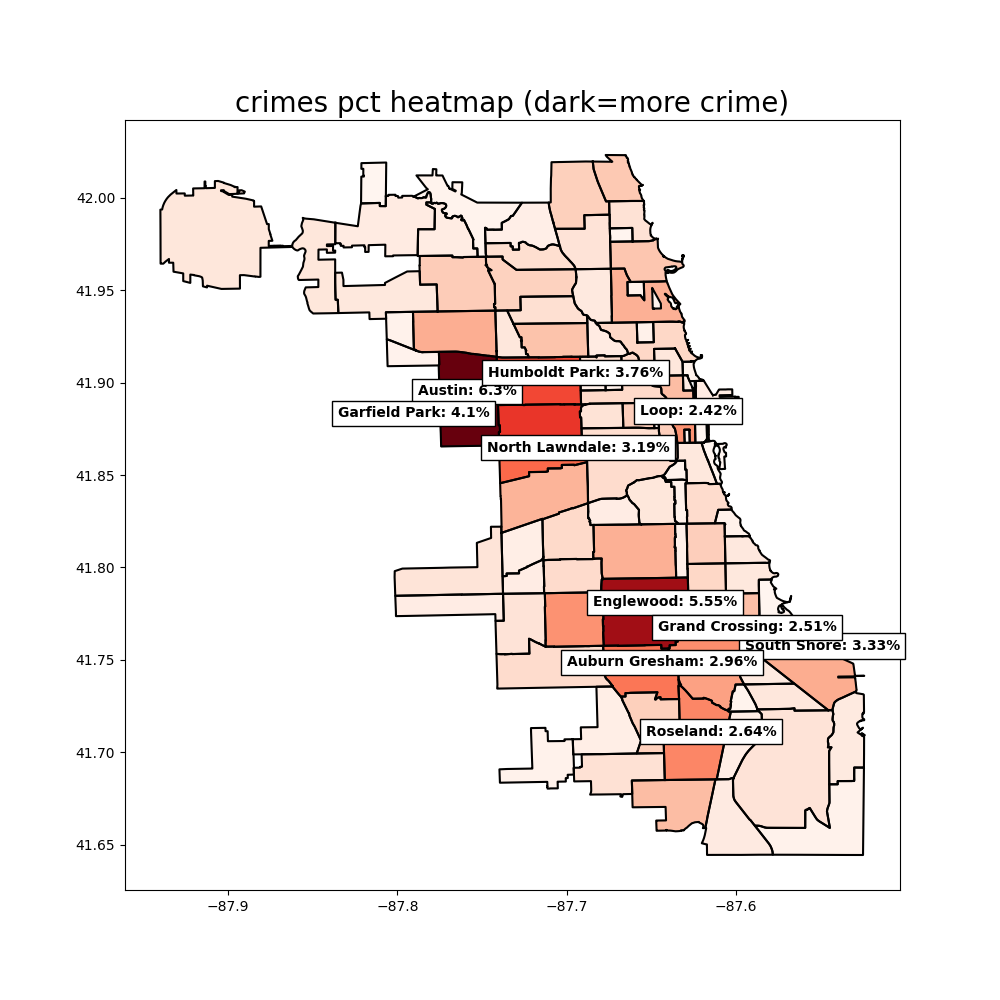 crimes pct heatmap (dark=more crime)
42.00
41.95
41.90
41.85
41.80
41.75
41.70
41.65
Humboldt Park: 3.76%
Austin: 6.3%
Garfield Park: 4.1%
Loop: 2.42%
North Lawndale: 3.19%
Englewood: 5.55%
Grand Crossing: 2.51%
South Shore: 3.33%
Auburn Gresham: 2.96%
Roseland: 2.64%
−87.9 −87.8 −87.7 −87.6